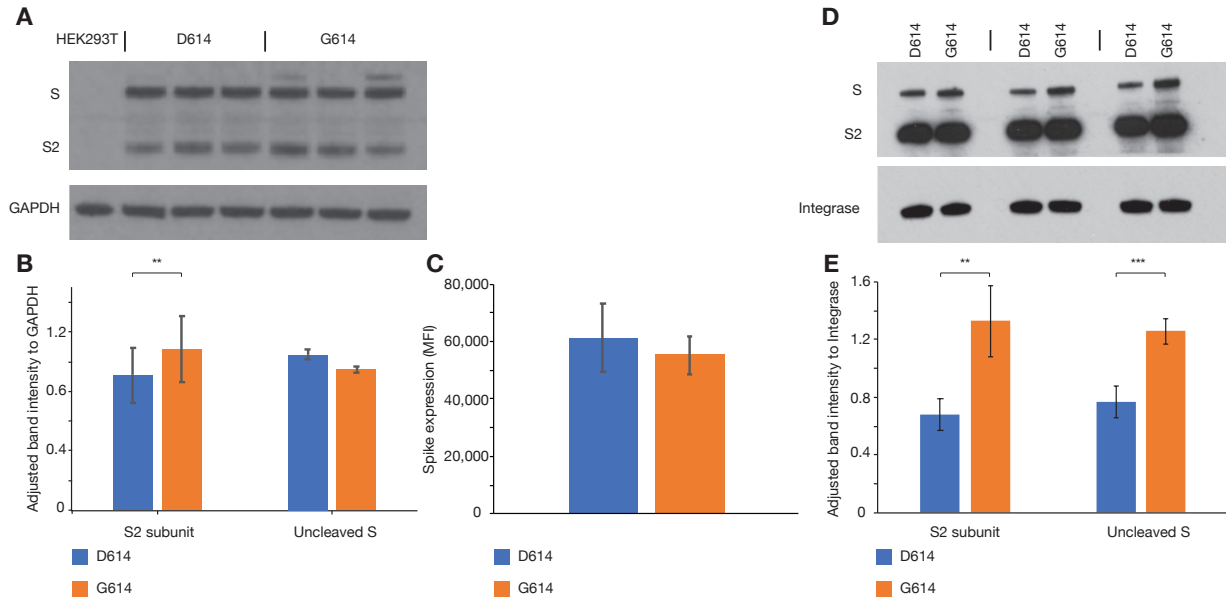 A
HEK293T | D614 | G614
S
S2
GAPDH
B
**
Adjusted band intensity to GAPDH
1.2
0.6
0.4
0
S2 subunit Uncleaved S
D614
G614
C
Spike expression (MFI)
80,000
60,000
40,000
20,000
0
D614
G614
D
D614 G614 | D614 G614 | D614 G614
S
S2
Integrase
E
** ***
Adjusted band intensity to Integrase
1.6
1.2
0.8
0.4
0
S2 subunit Uncleaved S
D614
G614